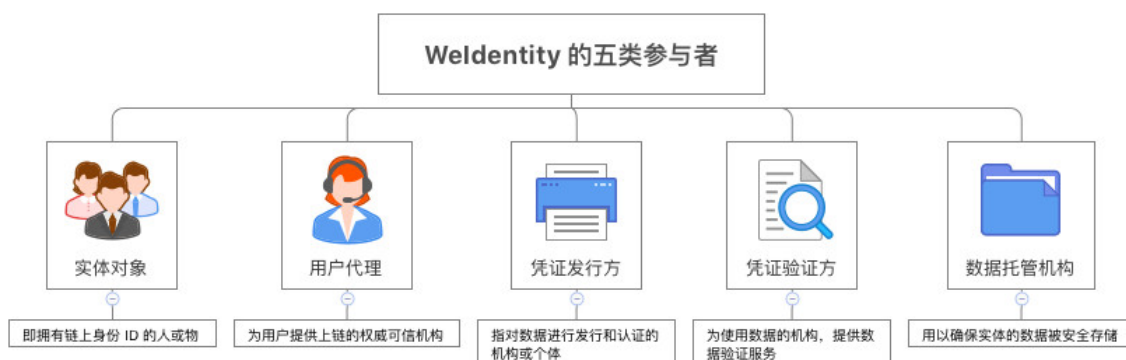 WeIdentity 的五类参与者
实体对象
用户代理
凭证发行方
凭证验证方
数据托管机构
即拥有链上身份 ID 的人或物
为用户提供上链的权威可信机构
指对数据进行发行和认证的
机构或个体
为使用数据的机构，提供数
据验证服务
用以确保实体的数据被安全存储